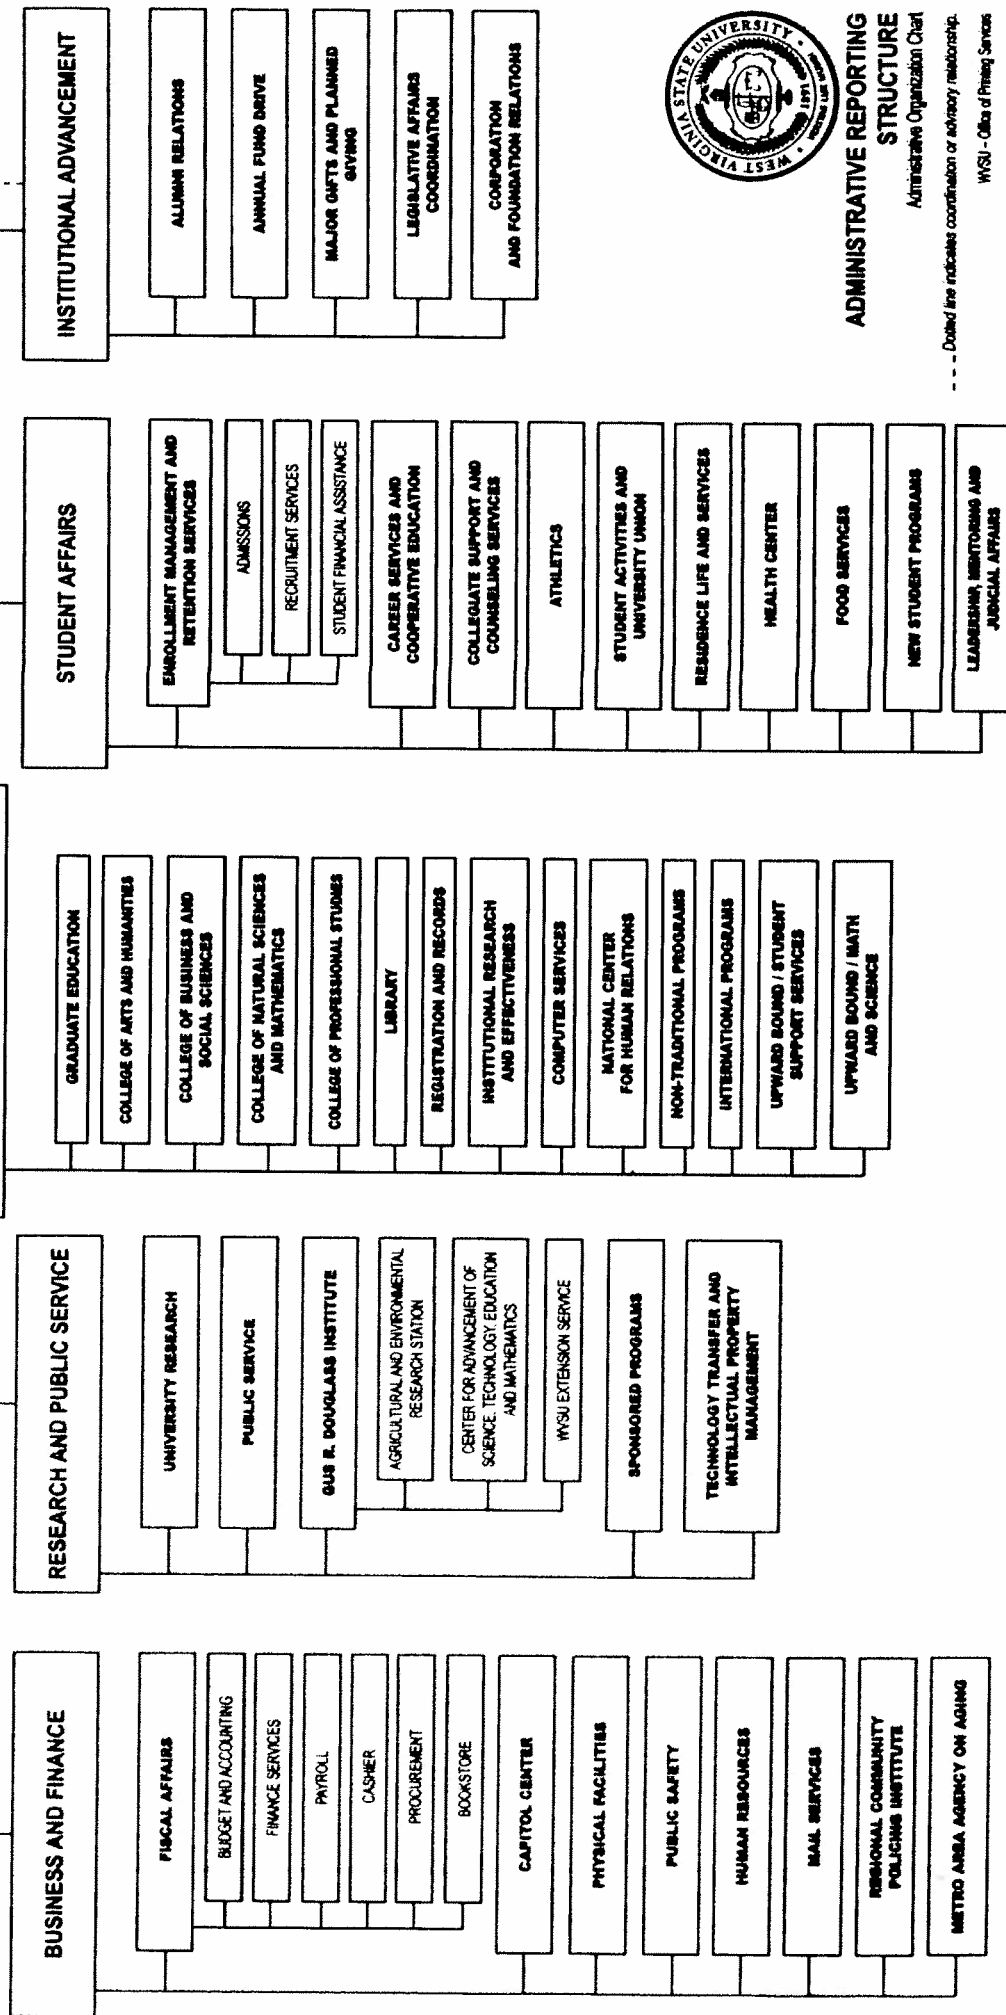 BUSINESS AND FINANCE
FISCAL AFFAIRS
BUDGET AND ACCOUNTING
FINANCE SERVICES
PAYROLL
CASHIER
PROCUREMENT
BOOKSTORE
CAPITOL CENTER
PHYSICAL FACILITIES
PUBLIC SAFETY
HUMAN RESOURCES
MAIL SERVICES
REGIONAL COMMUNITY
POLICING INSTITUTE
METRO AREA AGENCY ON AGING
RESEARCH AND PUBLIC SERVICE
UNIVERSITY RESEARCH
PUBLIC SERVICE
GUS R. DOUGLASS INSTITUTE
AGRICULTURAL AND ENVIRONMENTAL
RESEARCH STATION
CENTER FOR ADVANCEMENT OF
SCIENCE, TECHNOLOGY, EDUCATION
AND MATHEMATICS
WVSU EXTENSION SERVICE
SPONSORED PROGRAMS
TECHNOLOGY TRANSFER AND
INTELLECTUAL PROPERTY
MANAGEMENT
GRADUATE EDUCATION
COLLEGE OF ARTS AND HUMANITIES
COLLEGE OF BUSINESS AND
SOCIAL SCIENCES
COLLEGE OF NATURAL SCIENCES
AND MATHEMATICS
COLLEGE OF PROFESSIONAL STUDIES
LIBRARY
REGISTRATION AND RECORDS
INSTITUTIONAL RESEARCH
AND EFFECTIVENESS
COMPUTER SERVICES
NATIONAL CENTER
FOR HUMAN RELATIONS
NON-TRADITIONAL PROGRAMS
INTERNATIONAL PROGRAMS
UPWARD BOUND / STUDENT
SUPPORT SERVICES
UPWARD BOUND / MATH
AND SCIENCE
STUDENT AFFAIRS
ENROLLMENT MANAGEMENT AND
RETENTION SERVICES
ADMISSIONS
RECRUITMENT SERVICES
STUDENT FINANCIAL ASSISTANCE
CAREER SERVICES AND
COOPERATIVE EDUCATION
COLLEGIATE SUPPORT AND
COUNSELING SERVICES
ATHLETICS
STUDENT ACTIVITIES AND
UNIVERSITY UNION
RESIDENCE LIFE AND SERVICES
HEALTH CENTER
FOOD SERVICES
NEW STUDENT PROGRAMS
LEADERSHIP, MENTORING AND
JUDICIAL AFFAIRS
INSTITUTIONAL ADVANCEMENT
ALUMNI RELATIONS
ANNUAL FUND DRIVE
MAJOR GIFTS AND PLANNED
GIVING
LEGISLATIVE AFFAIRS
COORDINATION
CORPORATION
AND FOUNDATION RELATIONS
WEST VIRGINIA STATE UNIVERSITY
1891
ADMINISTRATIVE REPORTING
STRUCTURE
Administrative Organization Chart
- - - Dotted line indicates coordination or advisory relationship.
WVSU - Office of Printing Services